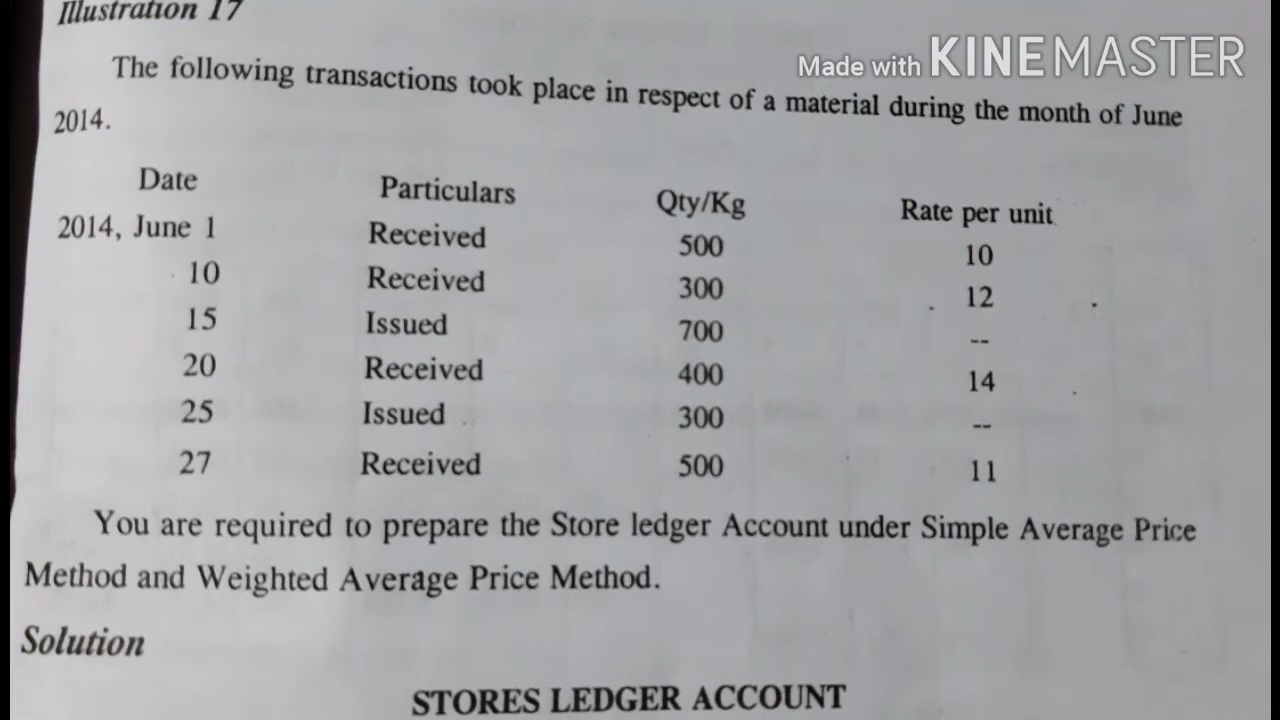 Illustration 17
Made with KINEMASTER
The following transactions took place in respect of a material during the month of June
2014.
Date Particulars Qty/Kg Rate per unit
2014, June 1 Received 500 10
10 Received 300 12
15 Issued 700 --
20 Received 400 14
25 Issued 300 --
27 Received 500 11
You are required to prepare the Store ledger Account under Simple Average Price
Method and Weighted Average Price Method.
Solution
STORES LEDGER ACCOUNT